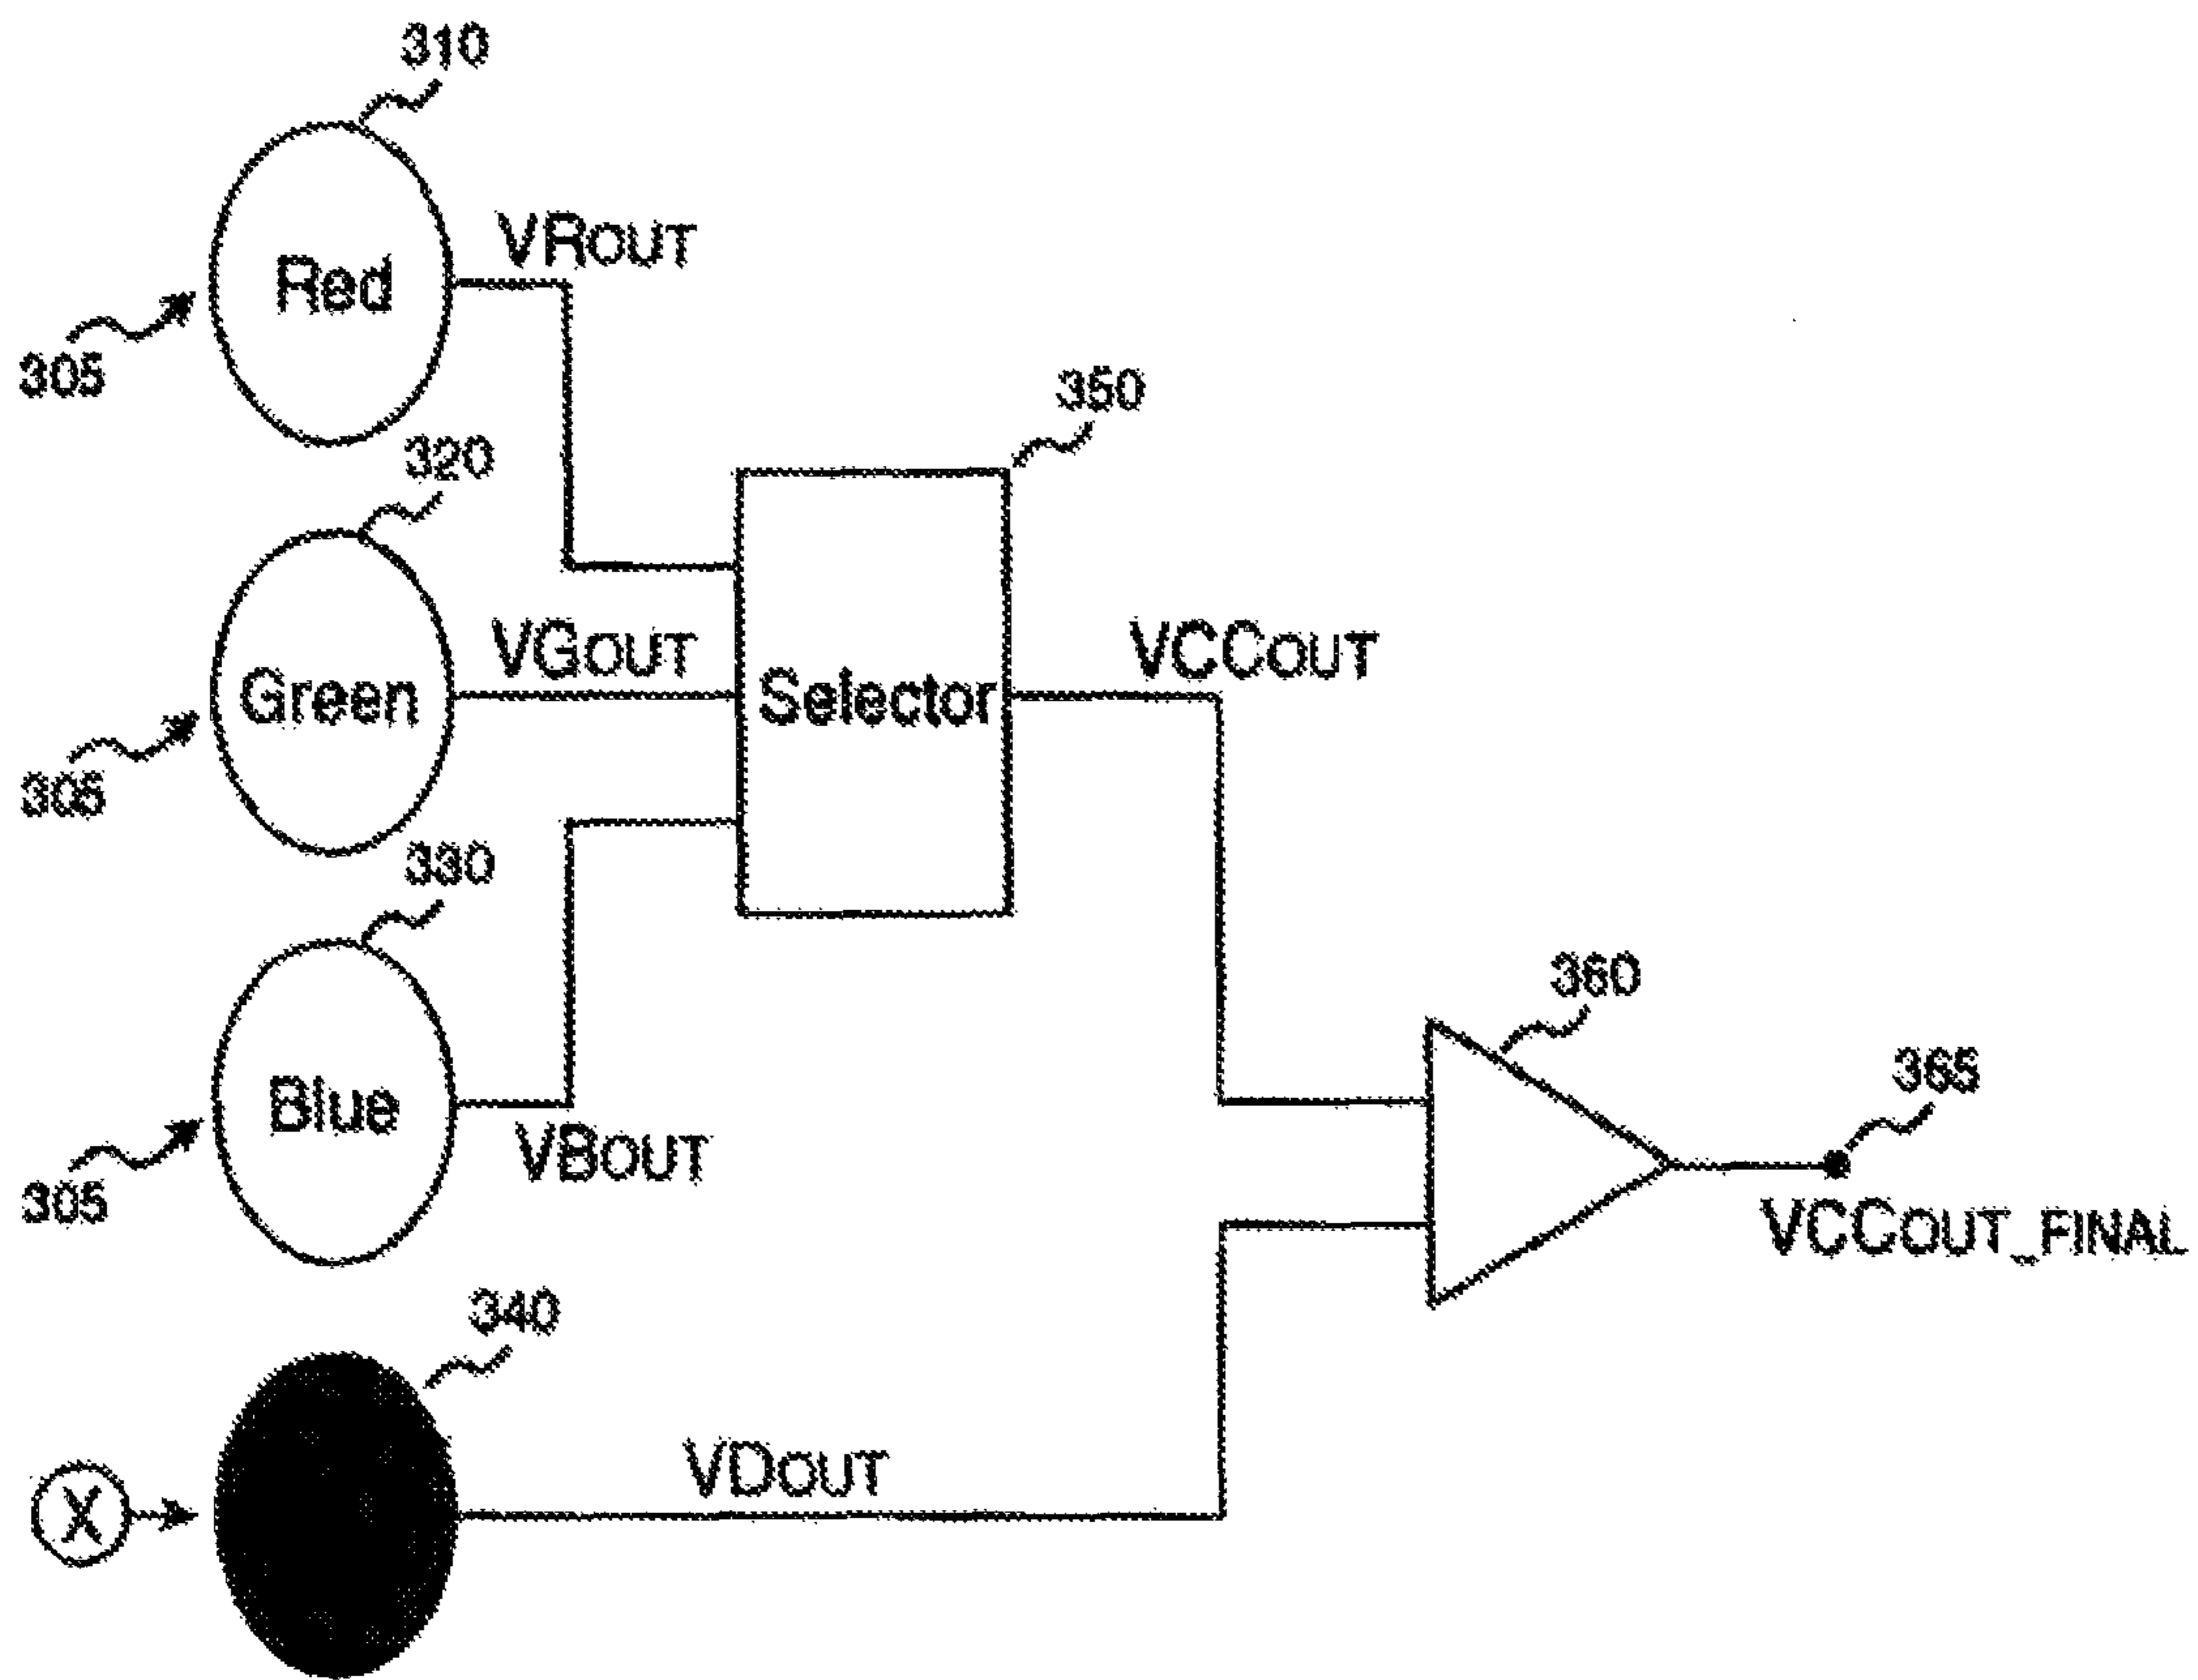 310
Red
VROUT
305
320
350
Green
VGOUT
Selector
VCCOUT
305
330
360
Blue
VBOUT
305
365
VCCOUT_FINAL
340
X
VDOUT